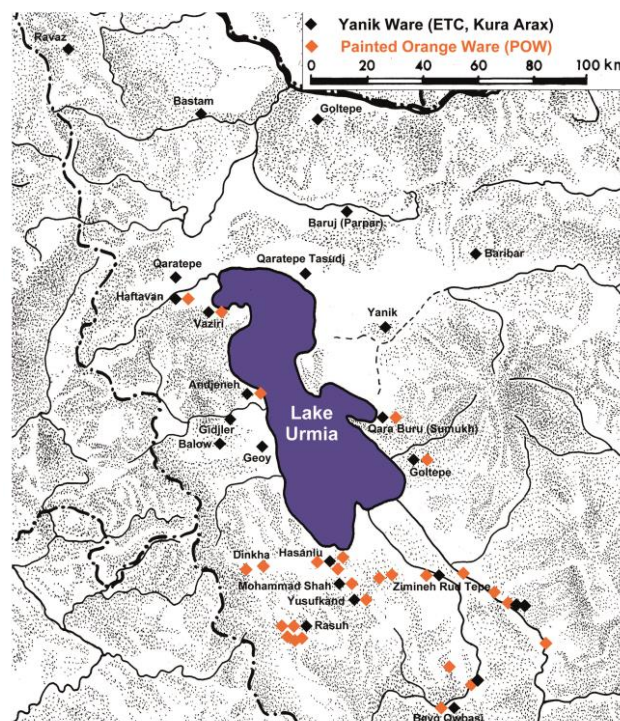 Yanik Ware (ETC, Kura Arax)
Painted Orange Ware (POW)
0 20 40 60 80 100 km
Ravaz
Bastam
Goltepe
Baruj (Parpar)
Baribar
Qaratepe Tasudj
Qaratepe
Haftavan
Vaziri
Yanik
Andjeneh
Lake
Urmia
Gidjler
Balow
Geoy
Qara Buru (Sumukh)
Goltepe
Hasanlu
Dinkha
Mohammad Shah
Zimineh Rud Tepe
Yusufkand
Rasuh